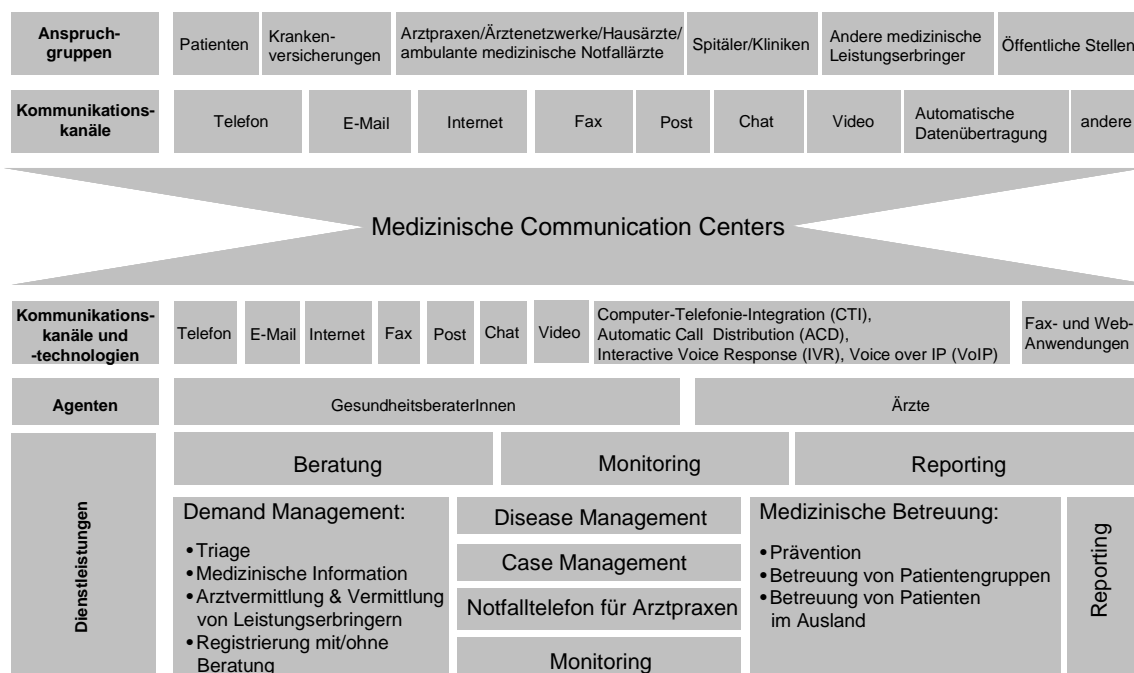 Anspruch-
gruppen
Patienten
Kranken-
versicherungen
Arztpraxen/Ärztenetzwerke/Hausärzte/
ambulante medizinische Notfallärzte
Spitäler/Kliniken
Andere medizinische
Leistungserbringer
Öffentliche Stellen
Kommunikations-
kanäle
Telefon
E-Mail
Internet
Fax
Post
Chat
Video
Automatische
Datenübertragung
andere
Medizinische Communication Centers
Kommunikations-
kanäle und
-technologien
Telefon
E-Mail
Internet
Fax
Post
Chat
Video
Computer-Telefonie-Integration (CTI),
Automatic Call Distribution (ACD),
Interactive Voice Response (IVR), Voice over IP (VoIP)
Fax- und Web-
Anwendungen
Agenten
GesundheitsberaterInnen
Ärzte
Dienstleistungen
Beratung
Monitoring
Reporting
Demand Management:
•Triage
•Medizinische Information
•Arztvermittlung & Vermittlung
von Leistungserbringern
•Registrierung mit/ohne
Beratung
Disease Management
Case Management
Notfalltelefon für Arztpraxen
Monitoring
Medizinische Betreuung:
•Prävention
•Betreuung von Patientengruppen
•Betreuung von Patienten
im Ausland
Reporting